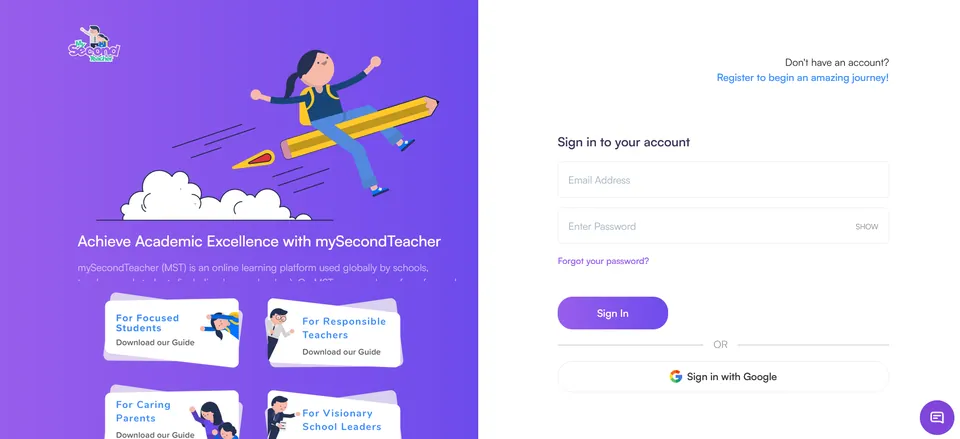 My
Second
Teacher
Achieve Academic Excellence with mySecondTeacher
mySecondTeacher (MST) is an online learning platform used globally by schools,
For Focused
Students
Download our Guide
For Responsible
Teachers
Download our Guide
For Caring
Parents
Download our Guide
For Visionary
School Leaders
Don't have an account?
Register to begin an amazing journey!
Sign in to your account
Email Address
Enter Password
SHOW
Forgot your password?
Sign In
OR
Sign in with Google